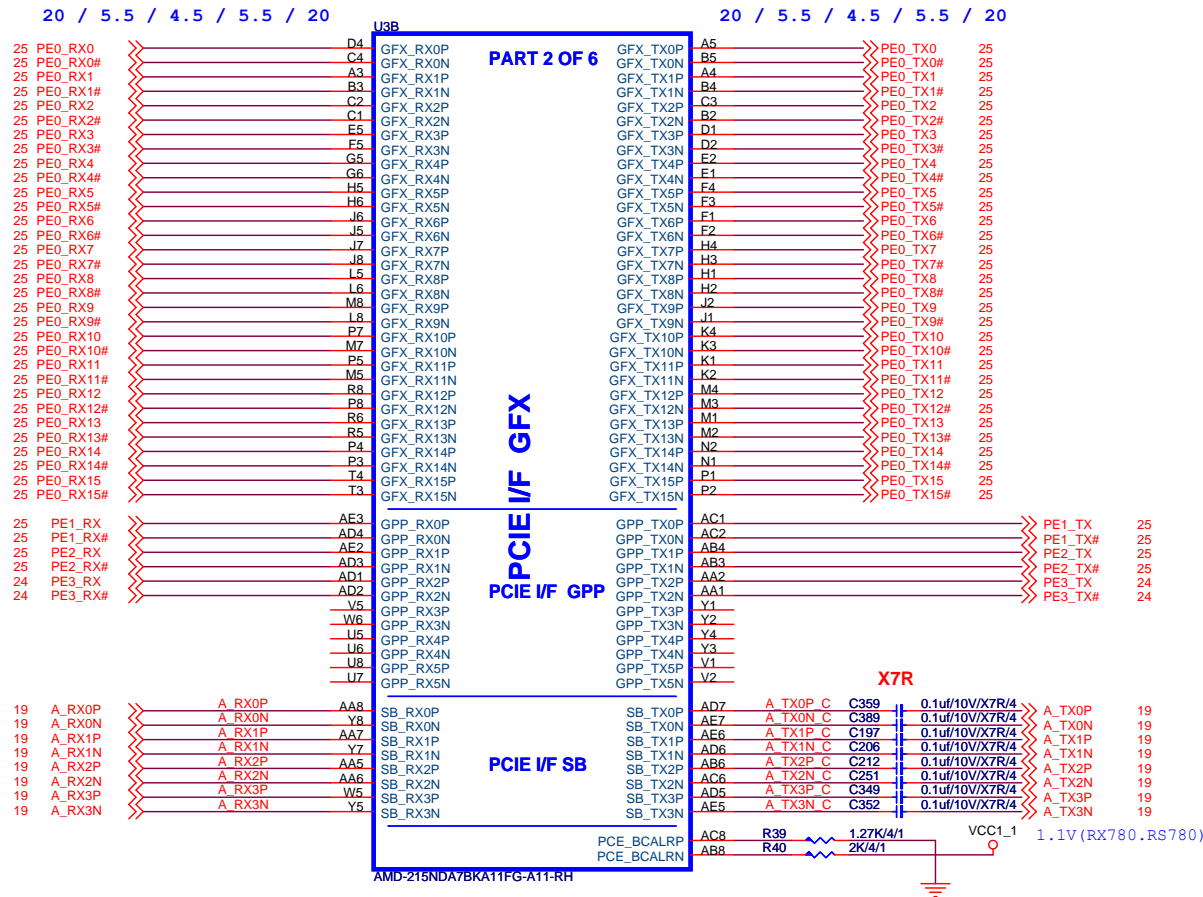 20 / 5.5 / 4.5 / 5.5 / 20 20 / 5.5 / 4.5 / 5.5 / 20
U3B
PART 2 OF 6
25 PE0_RX0 D4 GFX_RX0P GFX_TX0P A5 PE0_TX0 25
25 PE0_RX0# C4 GFX_RX0N GFX_TX0N B5 PE0_TX0# 25
25 PE0_RX1 A3 GFX_RX1P GFX_TX1P A4 PE0_TX1 25
25 PE0_RX1# B3 GFX_RX1N GFX_TX1N B4 PE0_TX1# 25
25 PE0_RX2 C2 GFX_RX2P GFX_TX2P C3 PE0_TX2 25
25 PE0_RX2# C1 GFX_RX2N GFX_TX2N B2 PE0_TX2# 25
25 PE0_RX3 E5 GFX_RX3P GFX_TX3P D1 PE0_TX3 25
25 PE0_RX3# F5 GFX_RX3N GFX_TX3N D2 PE0_TX3# 25
25 PE0_RX4 G5 GFX_RX4P GFX_TX4P E2 PE0_TX4 25
25 PE0_RX4# G6 GFX_RX4N GFX_TX4N E1 PE0_TX4# 25
25 PE0_RX5 H5 GFX_RX5P GFX_TX5P F4 PE0_TX5 25
25 PE0_RX5# H6 GFX_RX5N GFX_TX5N F3 PE0_TX5# 25
25 PE0_RX6 J6 GFX_RX6P GFX_TX6P F1 PE0_TX6 25
25 PE0_RX6# J5 GFX_RX6N GFX_TX6N F2 PE0_TX6# 25
25 PE0_RX7 J7 GFX_RX7P GFX_TX7P H4 PE0_TX7 25
25 PE0_RX7# J8 GFX_RX7N GFX_TX7N H3 PE0_TX7# 25
25 PE0_RX8 L5 GFX_RX8P GFX_TX8P H1 PE0_TX8 25
25 PE0_RX8# L6 GFX_RX8N GFX_TX8N H2 PE0_TX8# 25
25 PE0_RX9 M8 GFX_RX9P GFX_TX9P J2 PE0_TX9 25
25 PE0_RX9# L8 GFX_RX9N GFX_TX9N J1 PE0_TX9# 25
25 PE0_RX10 P7 GFX_RX10P GFX_TX10P K4 PE0_TX10 25
25 PE0_RX10# M7 GFX_RX10N GFX_TX10N K3 PE0_TX10# 25
25 PE0_RX11 P5 GFX_RX11P GFX_TX11P K1 PE0_TX11 25
25 PE0_RX11# M5 GFX_RX11N GFX_TX11N K2 PE0_TX11# 25
25 PE0_RX12 R8 GFX_RX12P GFX_TX12P M4 PE0_TX12 25
25 PE0_RX12# P8 GFX_RX12N GFX_TX12N M3 PE0_TX12# 25
25 PE0_RX13 R6 GFX_RX13P GFX_TX13P M1 PE0_TX13 25
25 PE0_RX13# R5 GFX_RX13N GFX_TX13N M2 PE0_TX13# 25
25 PE0_RX14 P4 GFX_RX14P GFX_TX14P N2 PE0_TX14 25
25 PE0_RX14# P3 GFX_RX14N GFX_TX14N N1 PE0_TX14# 25
25 PE0_RX15 T4 GFX_RX15P GFX_TX15P P1 PE0_TX15 25
25 PE0_RX15# T3 GFX_RX15N GFX_TX15N P2 PE0_TX15# 25
PCIE I/F GFX
25 PE1_RX AE3 GPP_RX0P GPP_TX0P AC1 PE1_TX 25
25 PE1_RX# AD4 GPP_RX0N GPP_TX0N AC2 PE1_TX# 25
25 PE2_RX AE2 GPP_RX1P GPP_TX1P AB4 PE2_TX 25
25 PE2_RX# AD3 GPP_RX1N GPP_TX1N AB3 PE2_TX# 25
24 PE3_RX AD1 GPP_RX2P GPP_TX2P AA2 PE3_TX 24
24 PE3_RX# AD2 GPP_RX2N PCIE I/F GPP GPP_TX2N AA1 PE3_TX# 24
V5 GPP_RX3P GPP_TX3P Y1
W6 GPP_RX3N GPP_TX3N Y2
U5 GPP_RX4P GPP_TX4P Y4
U6 GPP_RX4N GPP_TX4N Y3
U8 GPP_RX5P GPP_TX5P V1
U7 GPP_RX5N GPP_TX5N V2
X7R
19 A_RX0P A_RX0P AA8 SB_RX0P SB_TX0P AD7 A_TX0P_C C359 0.1uf/10V/X7R/4 A_TX0P 19
19 A_RX0N A_RX0N Y8 SB_RX0N SB_TX0N AE7 A_TX0N_C C389 0.1uf/10V/X7R/4 A_TX0N 19
19 A_RX1P A_RX1P AA7 SB_RX1P SB_TX1P AE6 A_TX1P_C C197 0.1uf/10V/X7R/4 A_TX1P 19
19 A_RX1N A_RX1N Y7 SB_RX1N SB_TX1N AD6 A_TX1N_C C206 0.1uf/10V/X7R/4 A_TX1N 19
19 A_RX2P A_RX2P AA5 SB_RX2P PCIE I/F SB SB_TX2P AB6 A_TX2P_C C212 0.1uf/10V/X7R/4 A_TX2P 19
19 A_RX2N A_RX2N AA6 SB_RX2N SB_TX2N AC6 A_TX2N_C C251 0.1uf/10V/X7R/4 A_TX2N 19
19 A_RX3P A_RX3P W5 SB_RX3P SB_TX3P AD5 A_TX3P_C C349 0.1uf/10V/X7R/4 A_TX3P 19
19 A_RX3N A_RX3N Y5 SB_RX3N SB_TX3N AE5 A_TX3N_C C352 0.1uf/10V/X7R/4 A_TX3N 19
PCE_BCALRP AC8 R39 1.27K/4/1 VCC1_1 1.1V(RX780.RS780)
PCE_BCALRN AB8 R40 2K/4/1
AMD-215NDA7BKA11FG-A11-RH